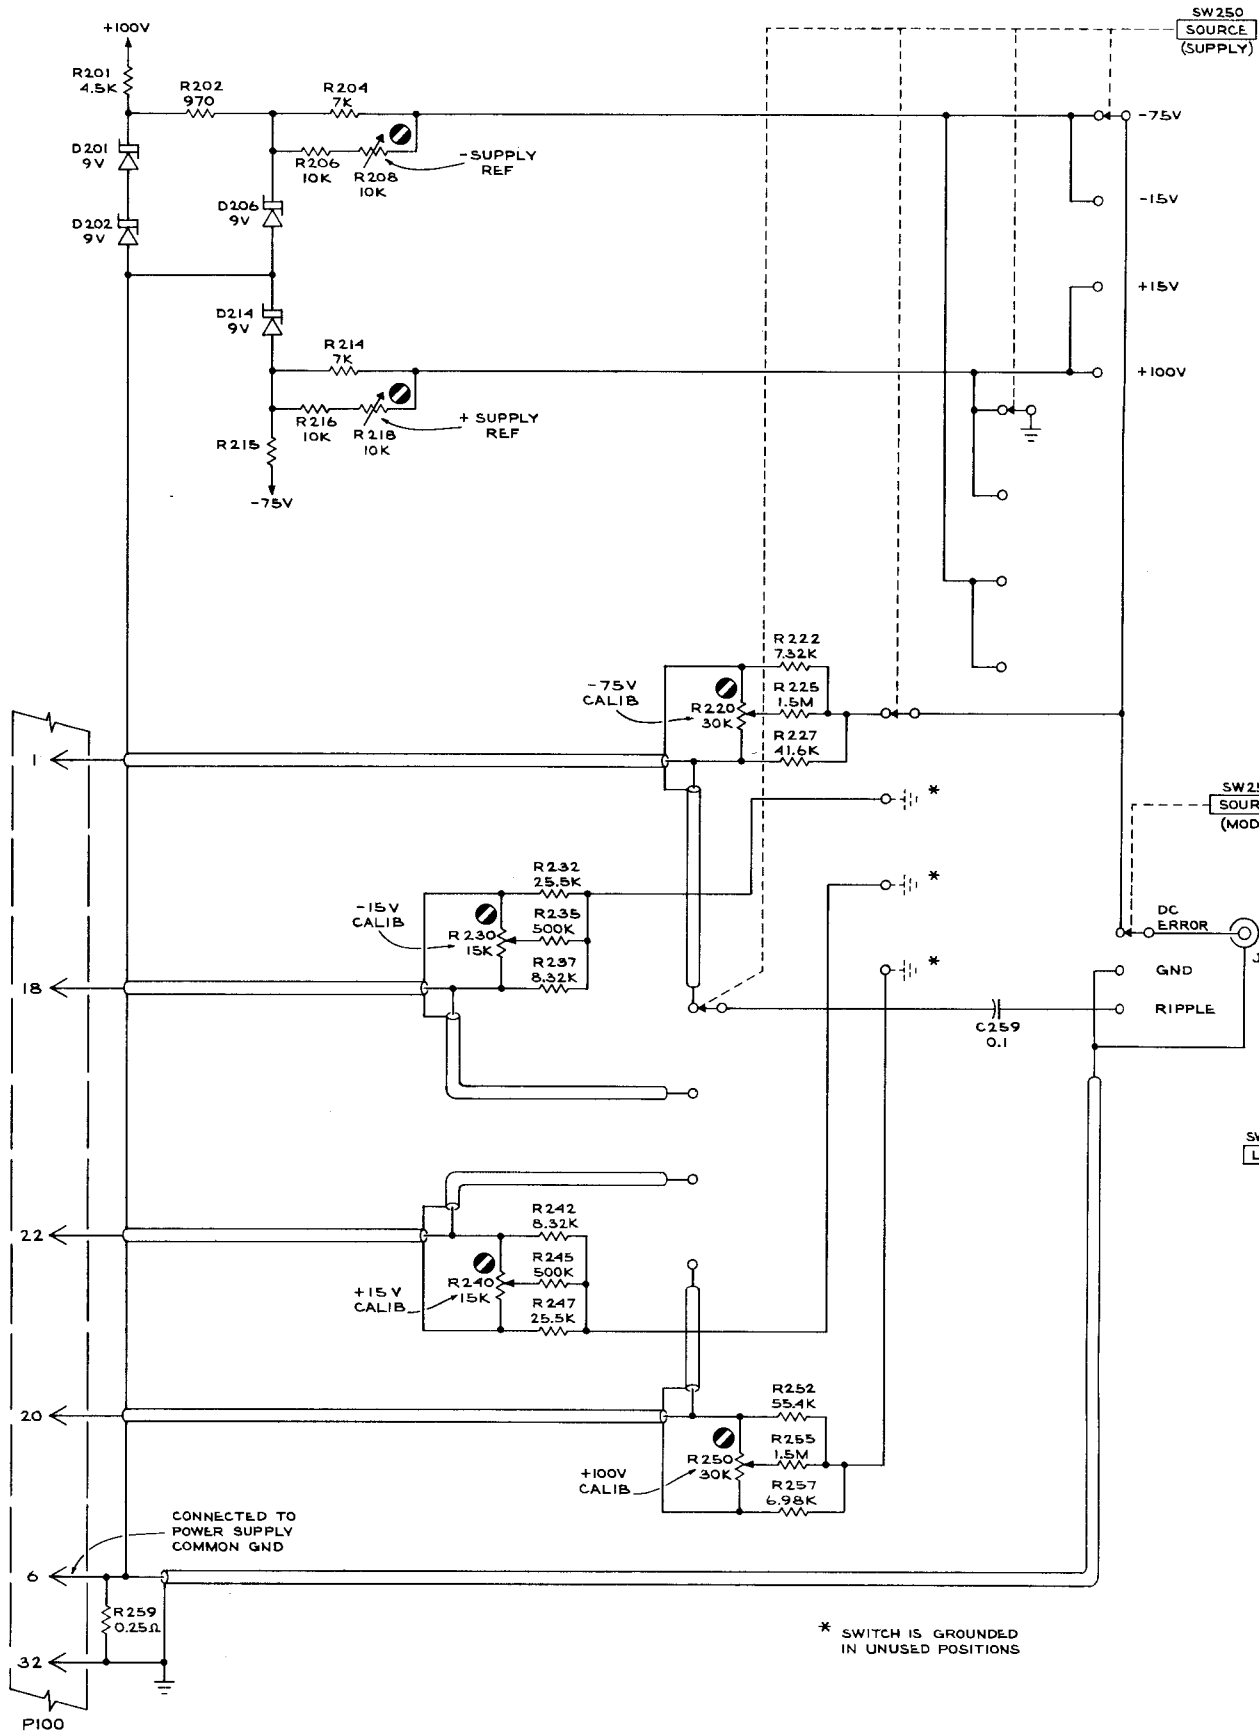 SW250
SOURCE
(SUPPLY)
+100V
R201
4.5K
R202
970
R204
7K
-75V
D201
9V
R206
10K
R208
10K
-SUPPLY
REF
D206
9V
-15V
D202
9V
+15V
D214
9V
R214
7K
+100V
R216
10K
R218
10K
+ SUPPLY
REF
R215
-75V
R222
7.32K
-75V
CALIB
R220
30K
R225
1.5M
R227
41.6K
1
*
SW25
SOUR
(MOD
R232
25.5K
*
-15V
CALIB
R230
15K
R235
500K
DC
ERROR
J
R237
8.32K
*
GND
18
RIPPLE
C259
0.1
SW
L
22
R242
8.32K
R245
500K
+15V
CALIB
R240
15K
R247
25.5K
20
R252
55.4K
R255
1.5M
+100V
CALIB
R250
30K
R257
6.98K
CONNECTED TO
POWER SUPPLY
COMMON GND
6
R259
0.25Ω
* SWITCH IS GROUNDED
IN UNUSED POSITIONS
32
P100